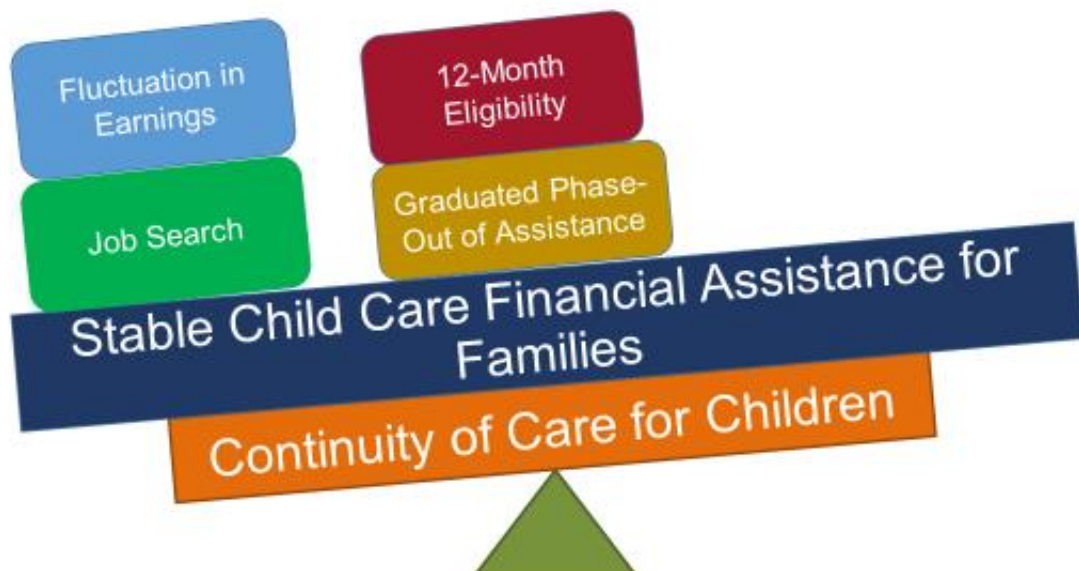 Fluctuation in
Earnings
12-Month
Eligibility
Job Search
Graduated Phase-
Out of Assistance
Stable Child Care Financial Assistance for
Families
Continuity of Care for Children